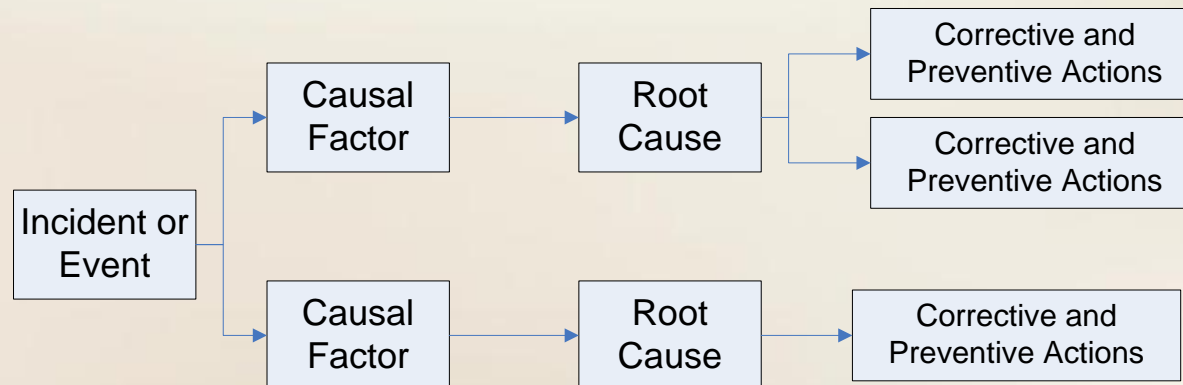 Incident or
Event
Causal
Factor
Root
Cause
Corrective and
Preventive Actions
Corrective and
Preventive Actions
Causal
Factor
Root
Cause
Corrective and
Preventive Actions